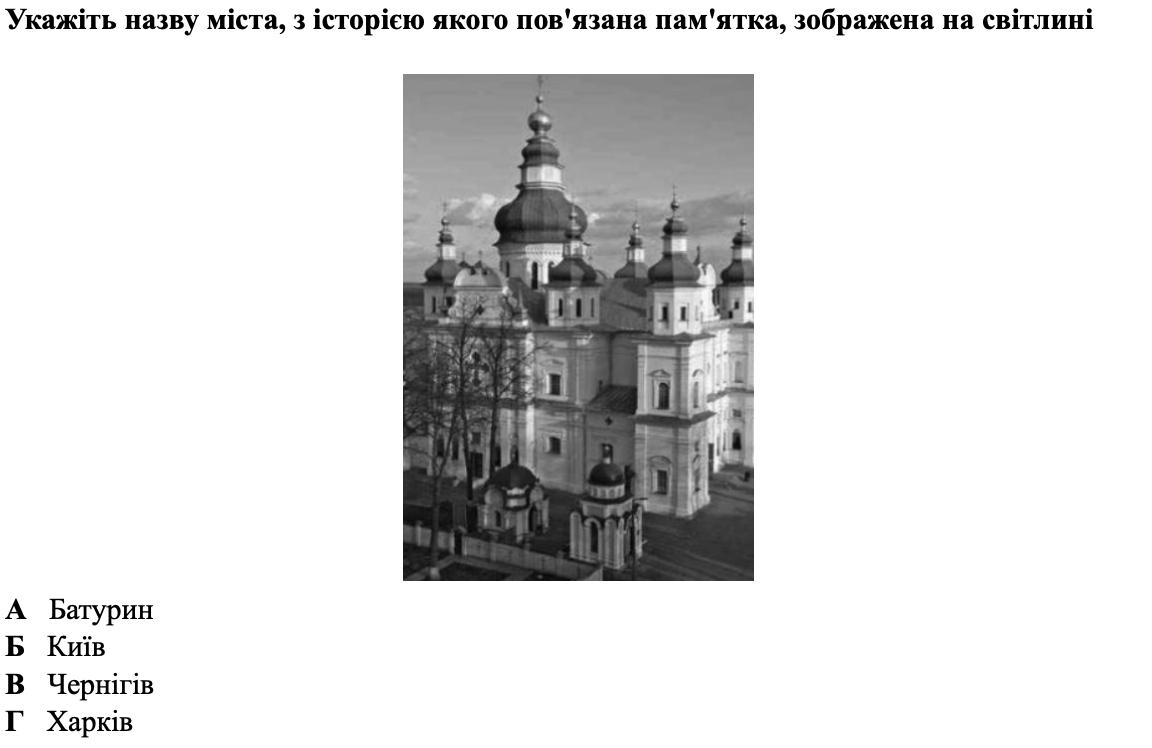 Укажіть назву міста, з історією якого пов'язана пам'ятка, зображена на світлині
А Батурин
Б Київ
В Чернігів
Г Харків